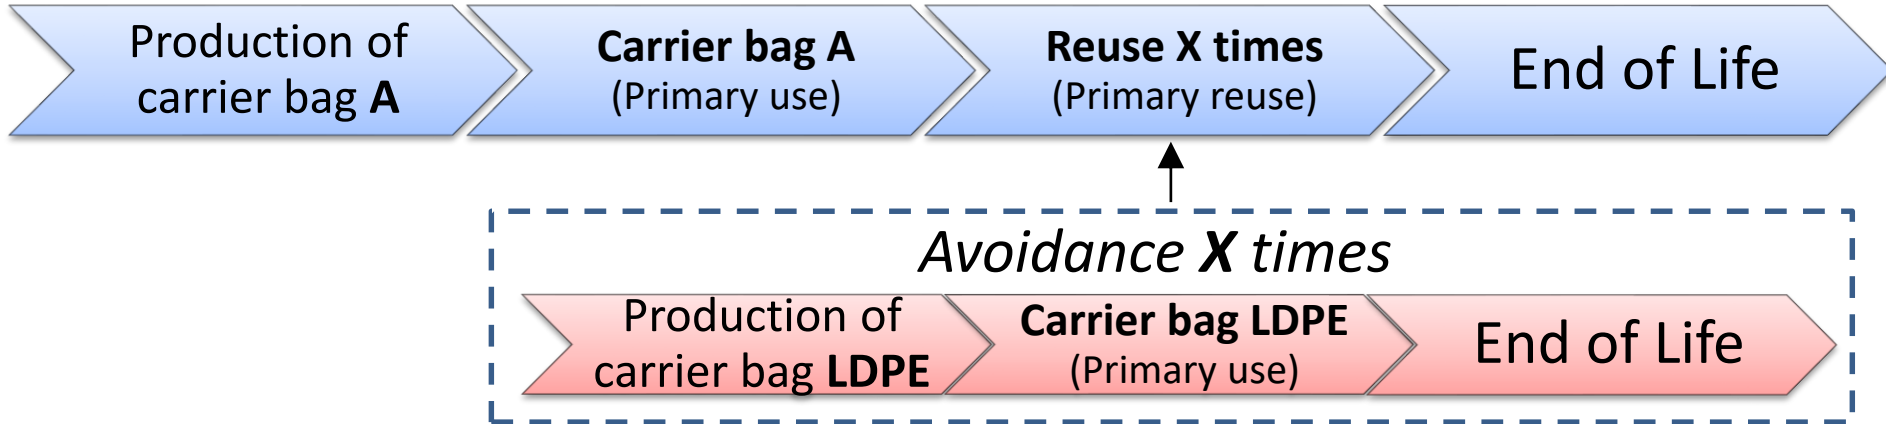 Production of
carrier bag A
Carrier bag A
(Primary use)
Reuse X times
(Primary reuse)
End of Life
Avoidance X times
Production of
carrier bag LDPE
Carrier bag LDPE
(Primary use)
End of Life